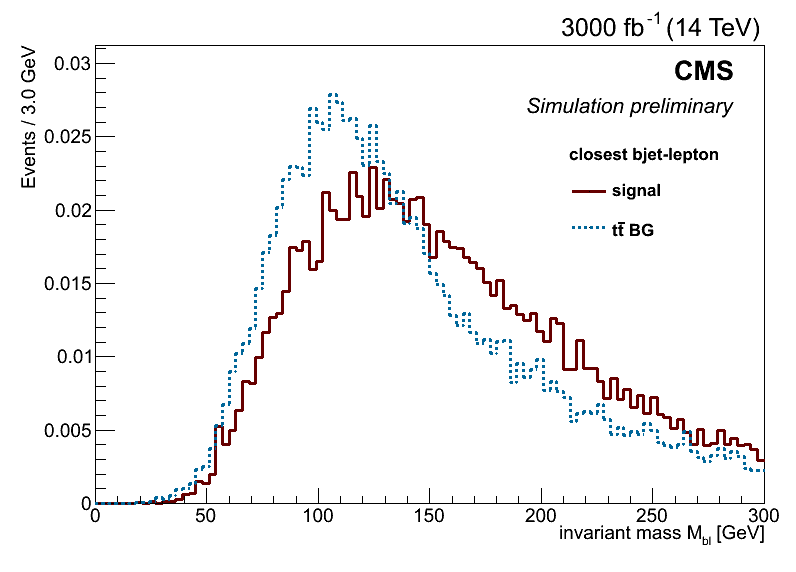 3000 fb⁻¹ (14 TeV)
CMS
Simulation preliminary
closest bjet-lepton
signal
tt̄ BG
Events / 3.0 GeV
0.03
0.025
0.02
0.015
0.01
0.005
0
0 50 100 150 200 250 300
invariant mass M_bl [GeV]